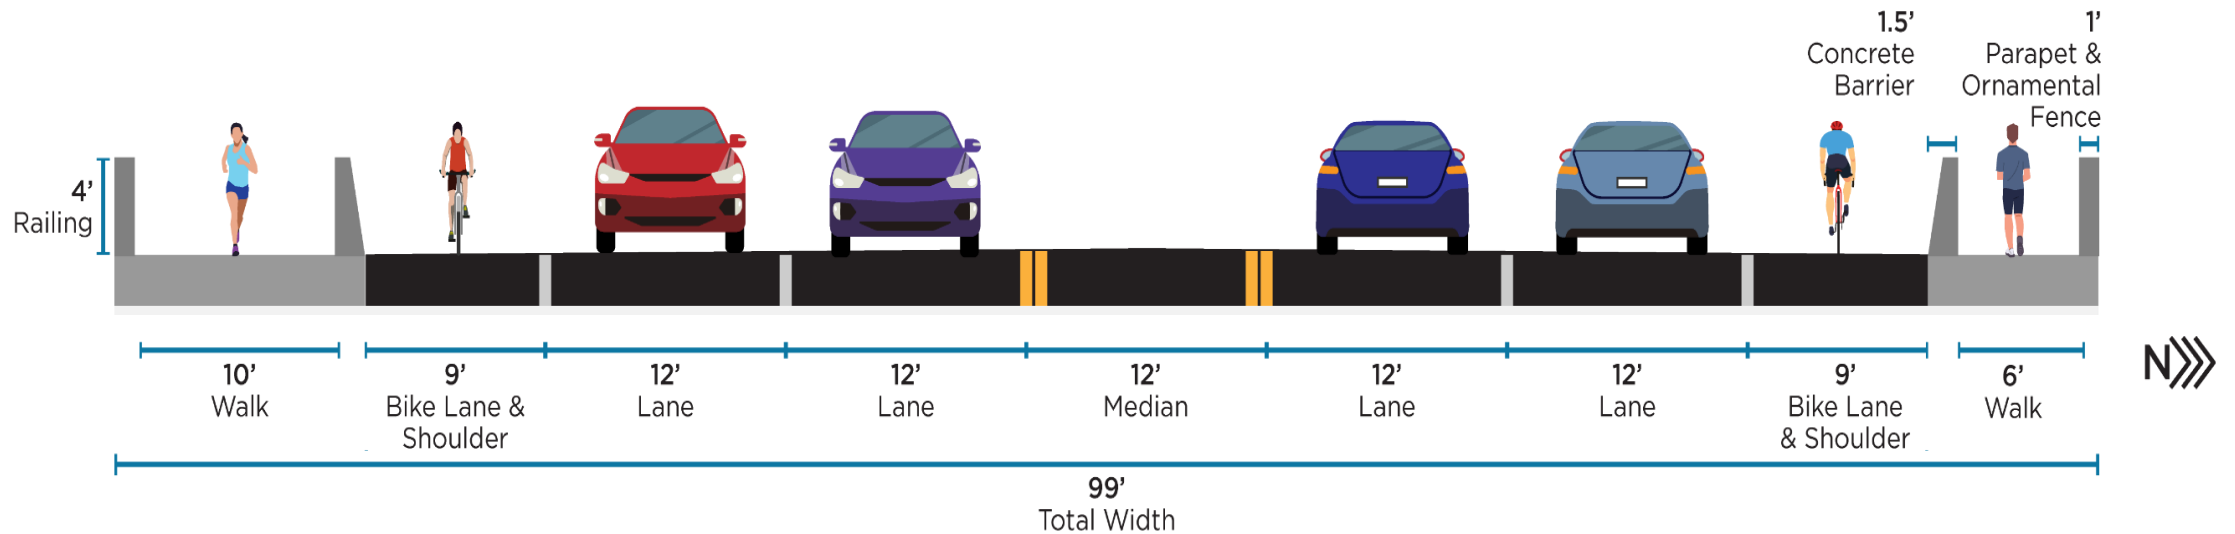 1.5’
Concrete
Barrier
1’
Parapet &
Ornamental
Fence
4’
Railing
10’
Walk
9’
Bike Lane &
Shoulder
12’
Lane
12’
Lane
12’
Median
12’
Lane
12’
Lane
9’
Bike Lane
& Shoulder
6’
Walk
N
99’
Total Width